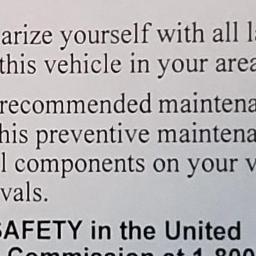 arize yourself with all l
this vehicle in your area
recommended maintena
his preventive maintena
l components on your v
vals.
SAFETY in the United
Commission at 1-800